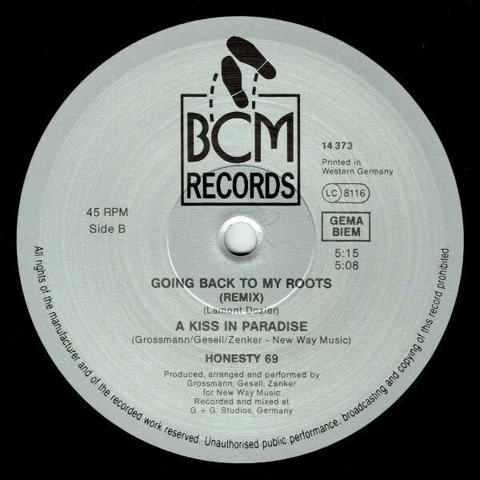 BCM
RECORDS
14 373
Printed in
Western Germany
LC 8116
GEMA
BIEM
45 RPM
Side B
5:15
5:08
GOING BACK TO MY ROOTS
(REMIX)
(Lamont Dozier)
A KISS IN PARADISE
(Grossmann/Gesell/Zenker - New Way Music)
HONESTY 69
Produced, arranged and performed by
Grossmann, Gesell, Zenker
for New Way Music
Recorded and mixed at
G. + G. Studios, Germany
All rights of the manufacturer and of the owner of the recorded work reserved. Unauthorised public performance, broadcasting and copying of this record prohibited.